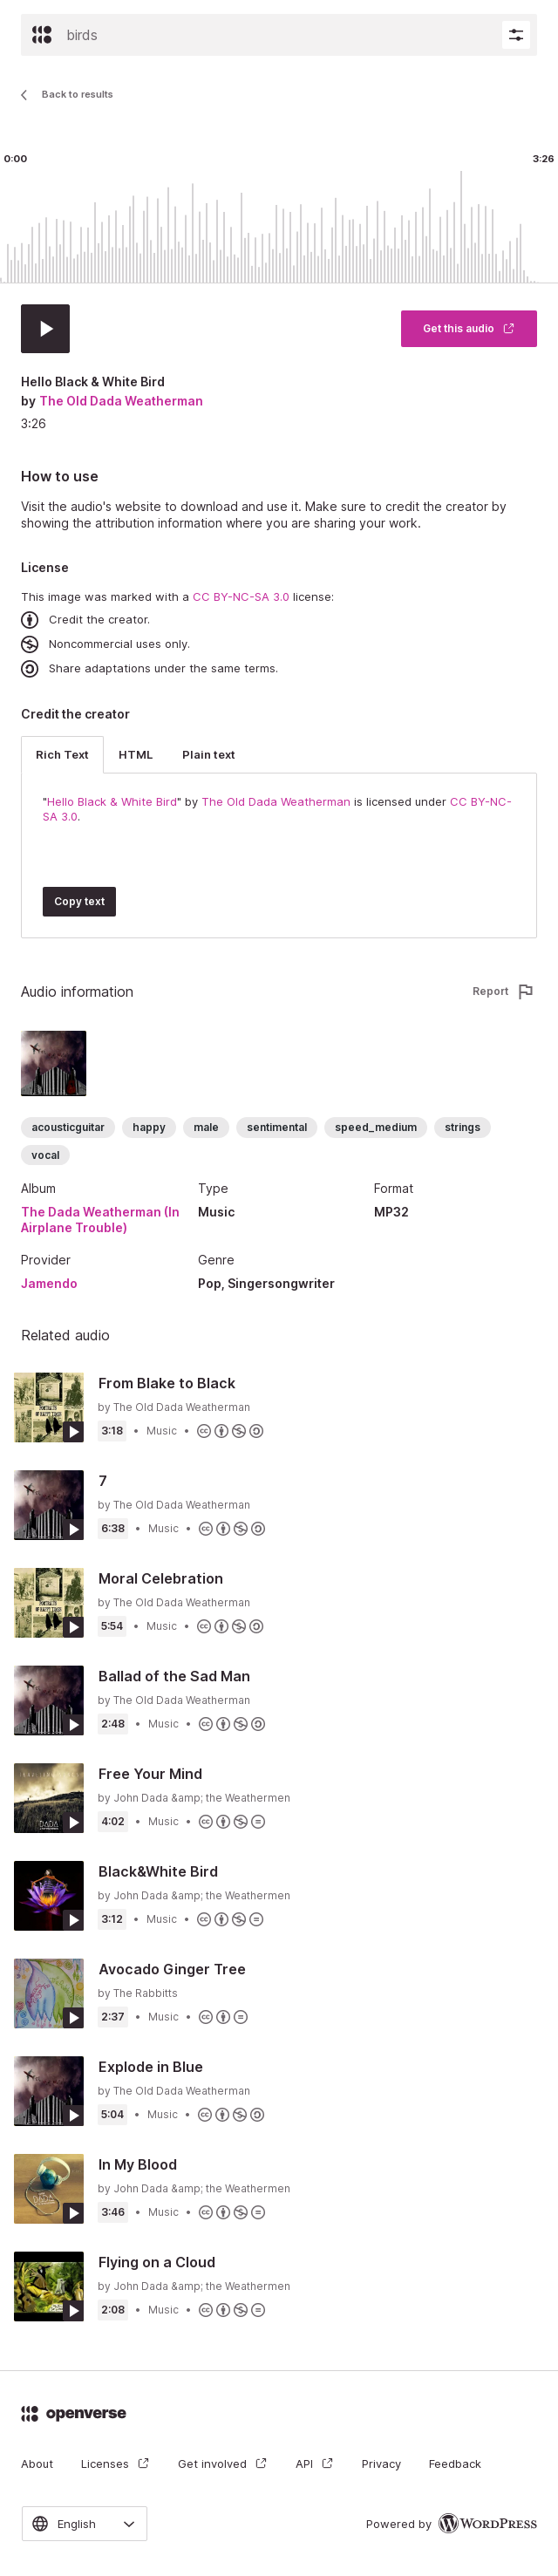 birds
Back to results
0:00
3:26
Get this audio
Hello Black & White Bird
by The Old Dada Weatherman
3:26
How to use
Visit the audio's website to download and use it. Make sure to credit the creator by
showing the attribution information where you are sharing your work.
License
This image was marked with a CC BY-NC-SA 3.0 license:
Credit the creator.
Noncommercial uses only.
Share adaptations under the same terms.
Credit the creator
Rich Text
HTML
Plain text
"Hello Black & White Bird" by The Old Dada Weatherman is licensed under CC BY-NC-
SA 3.0.
Copy text
Audio information
Report
acousticguitar
happy
male
sentimental
speed_medium
strings
vocal
Album
Type
Format
The Dada Weatherman (In
Airplane Trouble)
Music
MP32
Provider
Genre
Jamendo
Pop, Singersongwriter
Related audio
From Blake to Black
by The Old Dada Weatherman
3:18 • Music •
7
by The Old Dada Weatherman
6:38 • Music •
Moral Celebration
by The Old Dada Weatherman
5:54 • Music •
Ballad of the Sad Man
by The Old Dada Weatherman
2:48 • Music •
Free Your Mind
by John Dada &amp; the Weathermen
4:02 • Music •
Black&White Bird
by John Dada &amp; the Weathermen
3:12 • Music •
Avocado Ginger Tree
by The Rabbitts
2:37 • Music •
Explode in Blue
by The Old Dada Weatherman
5:04 • Music •
In My Blood
by John Dada &amp; the Weathermen
3:46 • Music •
Flying on a Cloud
by John Dada &amp; the Weathermen
2:08 • Music •
openverse
About
Licenses
Get involved
API
Privacy
Feedback
English
Powered by WORDPRESS